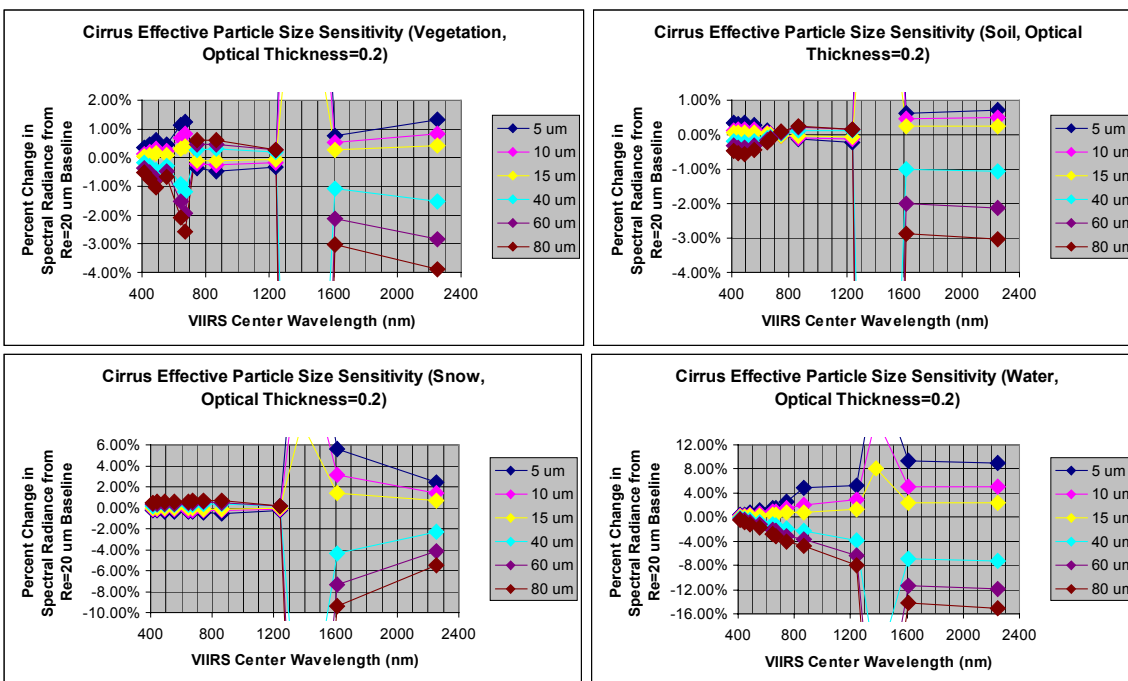 Cirrus Effective Particle Size Sensitivity (Vegetation,
Optical Thickness=0.2)
Percent Change in
Spectral Radiance from
Re=20 um Baseline
2.00%
1.00%
0.00%
-1.00%
-2.00%
-3.00%
-4.00%
400 800 1200 1600 2000 2400
VIIRS Center Wavelength (nm)
5 um
10 um
15 um
40 um
60 um
80 um
Cirrus Effective Particle Size Sensitivity (Soil, Optical
Thickness=0.2)
Percent Change in
Spectral Radiance from
Re=20 um Baseline
1.00%
0.00%
-1.00%
-2.00%
-3.00%
-4.00%
400 800 1200 1600 2000 2400
VIIRS Center Wavelength (nm)
5 um
10 um
15 um
40 um
60 um
80 um
Cirrus Effective Particle Size Sensitivity (Snow,
Optical Thickness=0.2)
Percent Change in
Spectral Radiance from
Re=20 um Baseline
6.00%
4.00%
2.00%
0.00%
-2.00%
-4.00%
-6.00%
-8.00%
-10.00%
400 800 1200 1600 2000 2400
VIIRS Center Wavelength (nm)
5 um
10 um
15 um
40 um
60 um
80 um
Cirrus Effective Particle Size Sensitivity (Water,
Optical Thickness=0.2)
Percent Change in
Spectral Radiance from
Re=20 um Baseline
12.00%
8.00%
4.00%
0.00%
-4.00%
-8.00%
-12.00%
-16.00%
400 800 1200 1600 2000 2400
VIIRS Center Wavelength (nm)
5 um
10 um
15 um
40 um
60 um
80 um